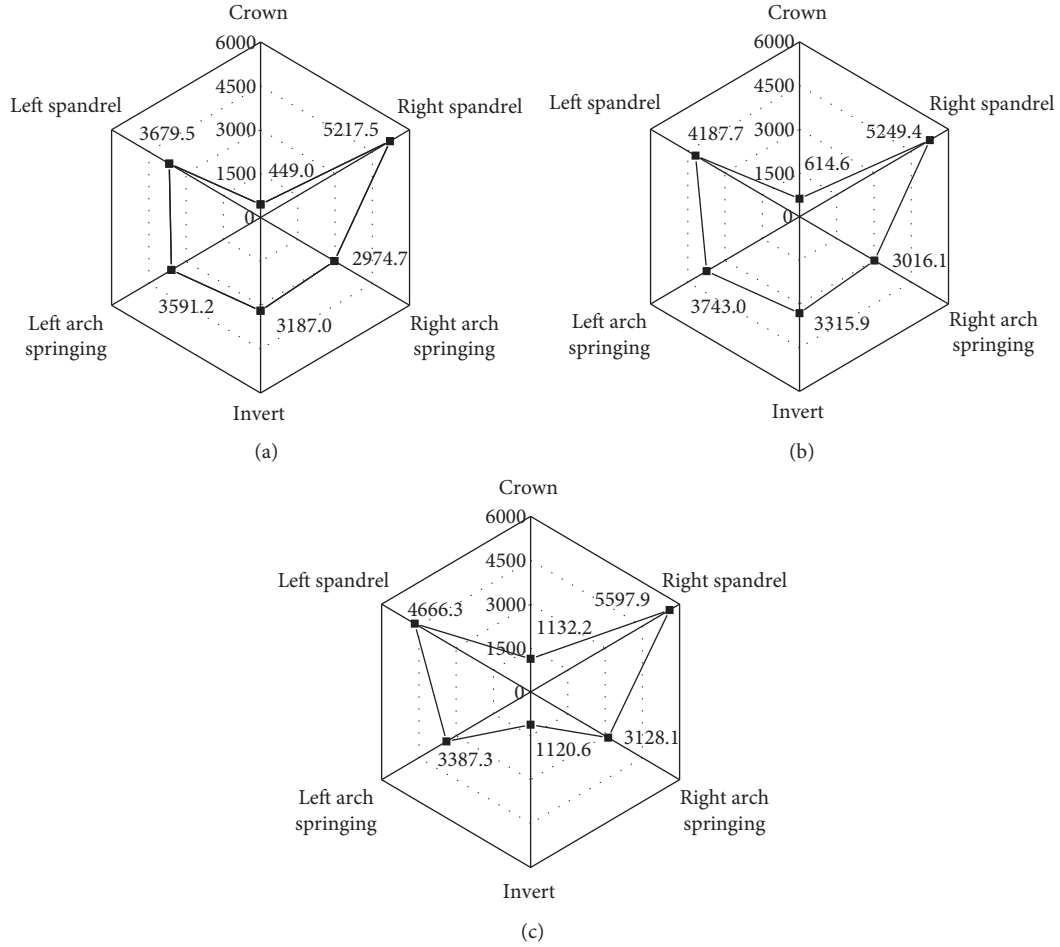 Crown
6000
4500
3000
1500
0
Left spandrel
3679.5
5217.5
Right spandrel
449.0
2974.7
3591.2
3187.0
Left arch
springing
Right arch
springing
Invert
(a)
Crown
6000
4500
3000
1500
0
Left spandrel
4187.7
5249.4
Right spandrel
614.6
3016.1
3743.0
3315.9
Left arch
springing
Right arch
springing
Invert
(b)
Crown
6000
4500
3000
1500
0
Left spandrel
4666.3
5597.9
Right spandrel
1132.2
3128.1
3387.3
1120.6
Left arch
springing
Right arch
springing
Invert
(c)